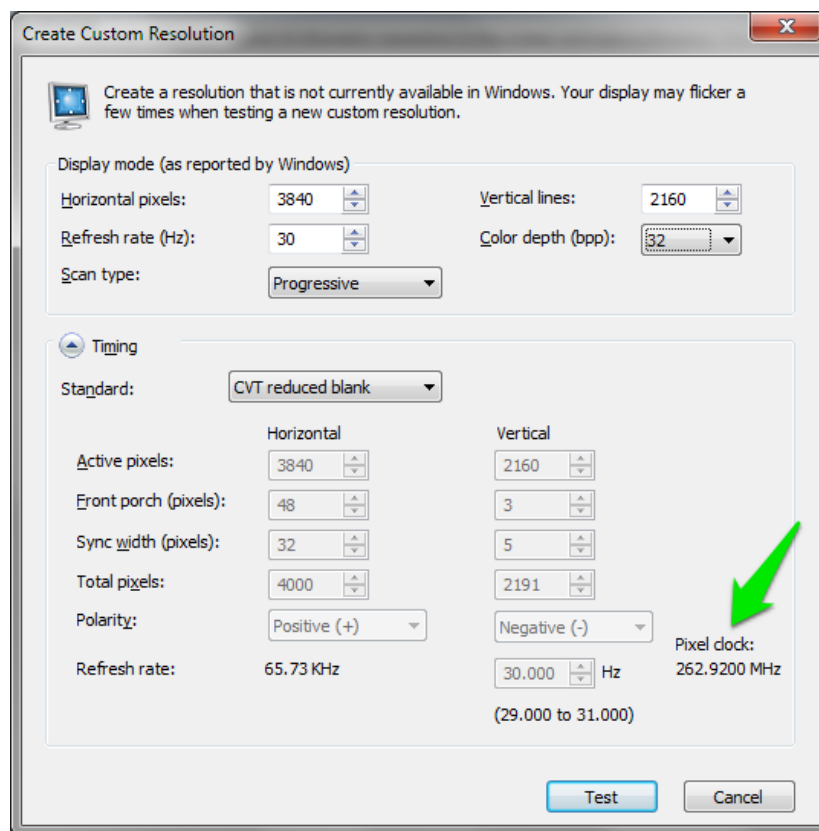 Create Custom Resolution
Create a resolution that is not currently available in Windows. Your display may flicker a
few times when testing a new custom resolution.
Display mode (as reported by Windows)
Horizontal pixels: 3840 Vertical lines: 2160
Refresh rate (Hz): 30 Color depth (bpp): 32
Scan type: Progressive
Timing
Standard: CVT reduced blank
Horizontal Vertical
Active pixels: 3840 2160
Front porch (pixels): 48 3
Sync width (pixels): 32 5
Total pixels: 4000 2191
Polarity: Positive (+) Negative (-)
Pixel clock:
Refresh rate: 65.73 KHz 30.000 Hz 262.9200 MHz
(29.000 to 31.000)
Test Cancel